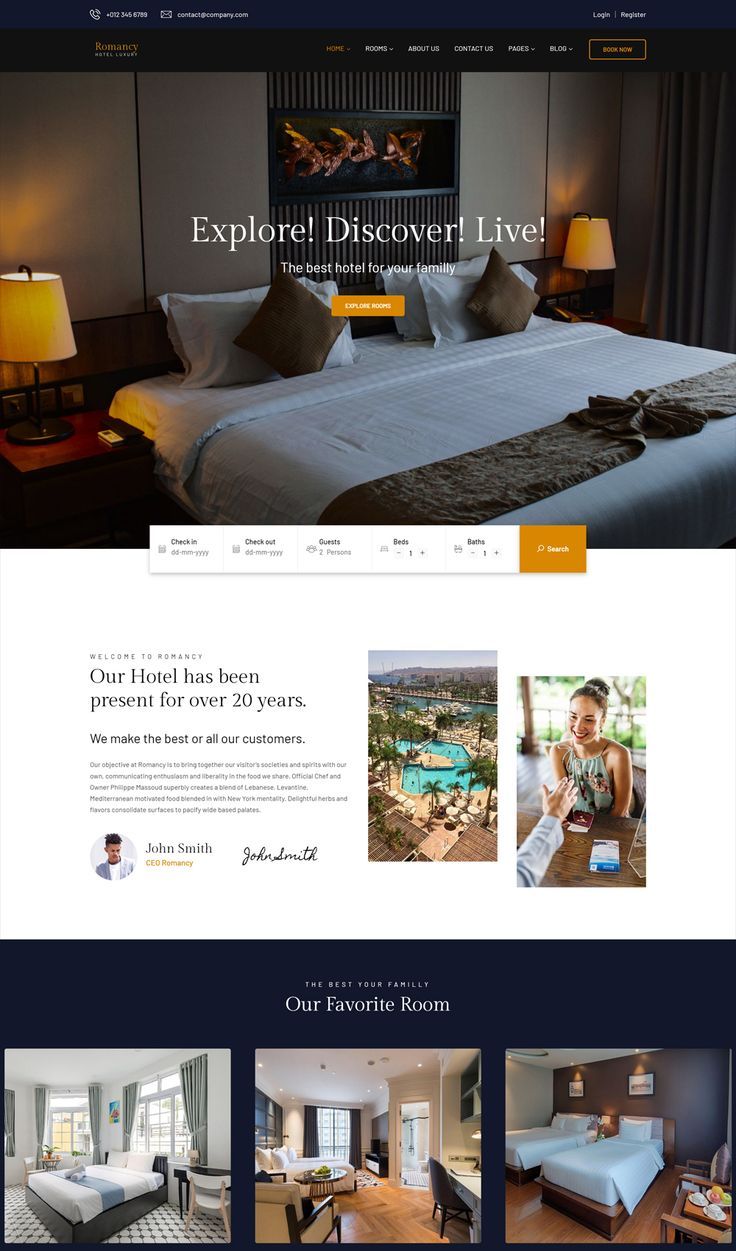 +012 345 6789
contact@company.com
Login | Register
Romancy
HOTEL LUXURY
HOME
ROOMS
ABOUT US
CONTACT US
PAGES
BLOG
BOOK NOW
Explore! Discover! Live!
The best hotel for your familly
EXPLORE ROOMS
Check in
dd-mm-yyyy
Check out
dd-mm-yyyy
Guests
2 Persons
Beds
− 1 +
Baths
− 1 +
Search
WELCOME TO ROMANCY
Our Hotel has been
present for over 20 years.
We make the best or all our customers.
Our objective at Romancy is to bring together our visitor's societies and spirits with our
own, communicating enthusiasm and liberality in the food we share. Official Chef and
Owner Philippe Massoud superbly creates a blend of Lebanese, Levantine,
Mediterranean motivated food blended in with New York mentality. Delightful herbs and
flavors consolidate surfaces to pacify wide based palates.
John Smith
CEO Romancy
John Smith
THE BEST YOUR FAMILLY
Our Favorite Room